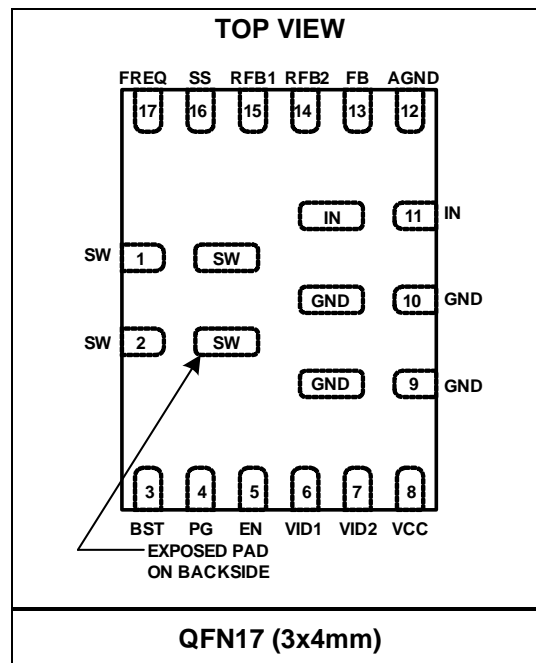 TOP VIEW
FREQ SS RFB1 RFB2 FB AGND
17 16 15 14 13 12
IN 11 IN
SW 1 SW
GND 10 GND
SW 2 SW
GND 9 GND
3 4 5 6 7 8
BST PG EN VID1 VID2 VCC
EXPOSED PAD
ON BACKSIDE
QFN17 (3x4mm)